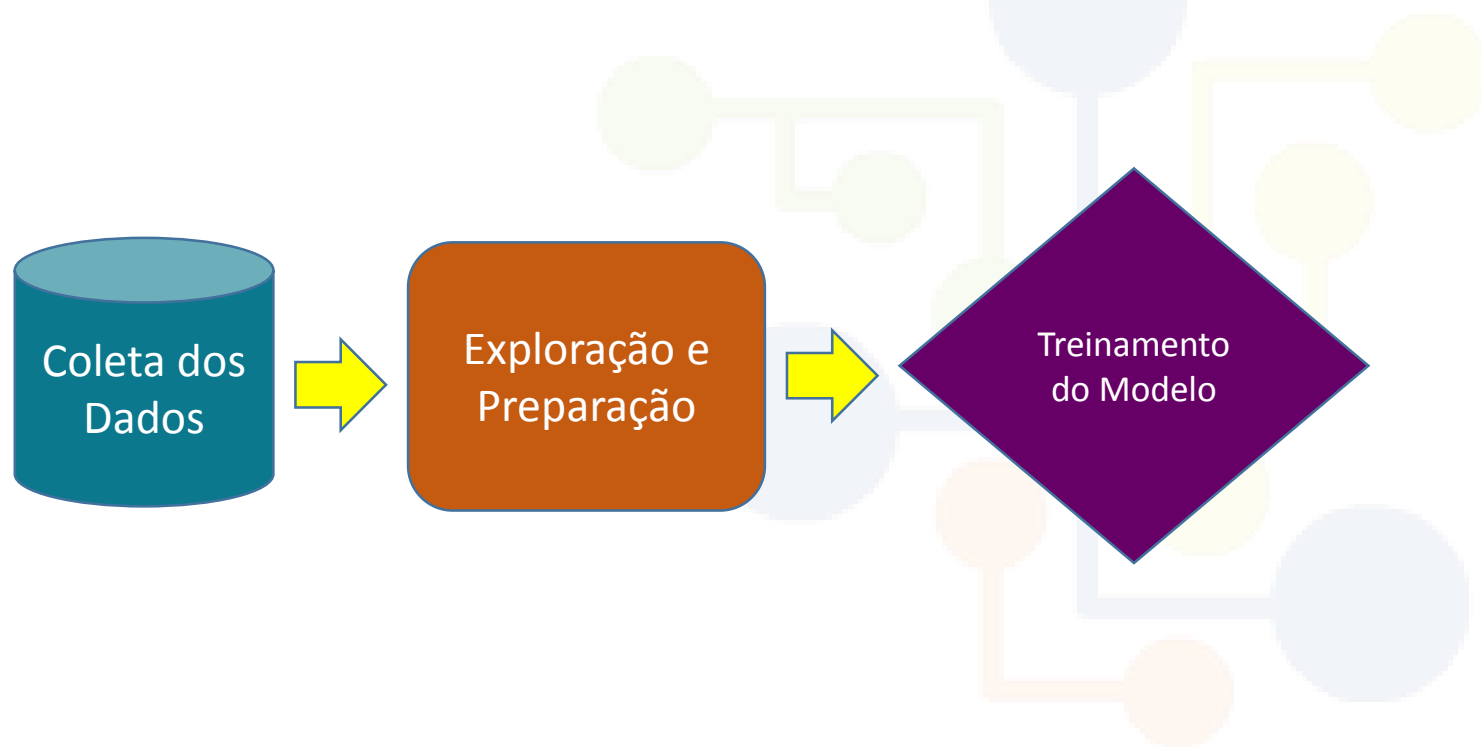 Coleta dos
Dados
Exploração e
Preparação
Treinamento
do Modelo